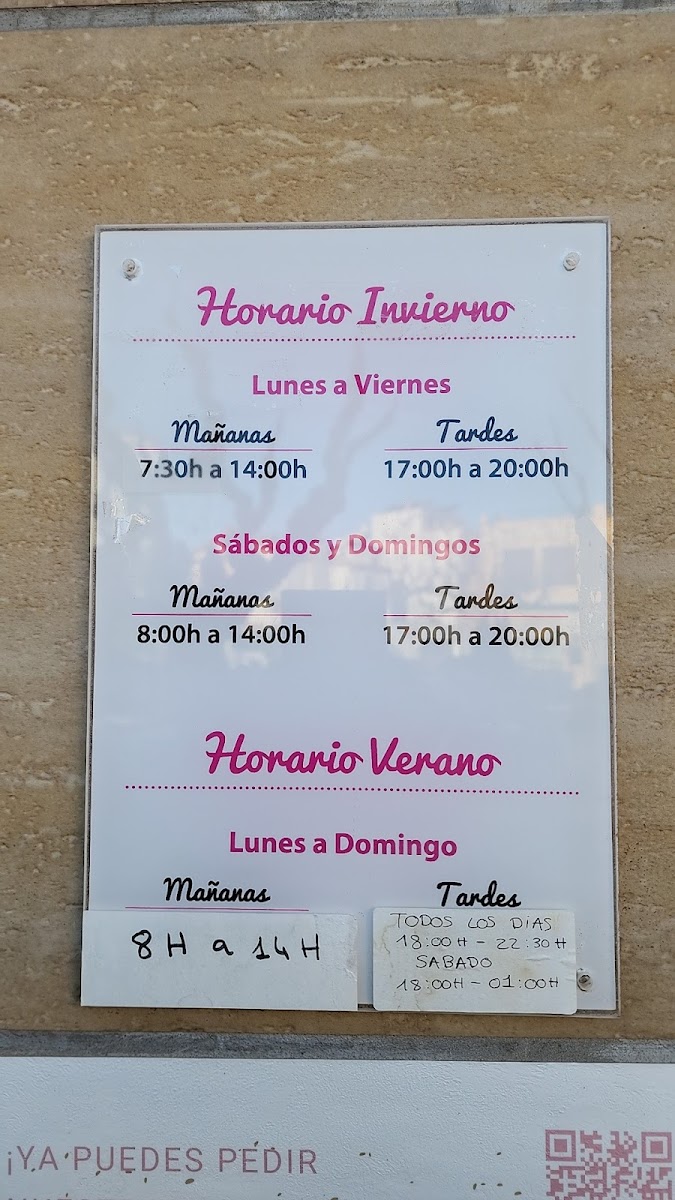 Horario Invierno
Lunes a Viernes
Mañanas Tardes
7:30h a 14:00h 17:00h a 20:00h
Sábados y Domingos
Mañanas Tardes
8:00h a 14:00h 17:00h a 20:00h
Horario Verano
Lunes a Domingo
Mañanas Tardes
8 H a 14 H
TODOS LOS DIAS
18:00 H - 22:30 H
SABADO
18:00H - 01:00H
¡YA PUEDES PEDIR